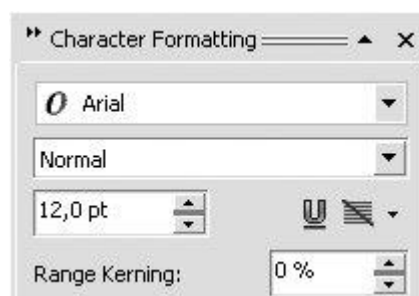 Character Formatting
O Arial
Normal
12,0 pt U
Range Kerning: 0 %